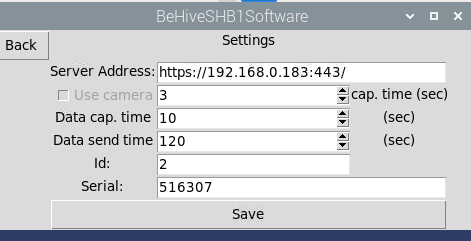 BeHiveSHB1Software
Back
Settings
Server Address: https://192.168.0.183:443/
Use camera 3 cap. time (sec)
Data cap. time 10 (sec)
Data send time 120 (sec)
Id: 2
Serial: 516307
Save